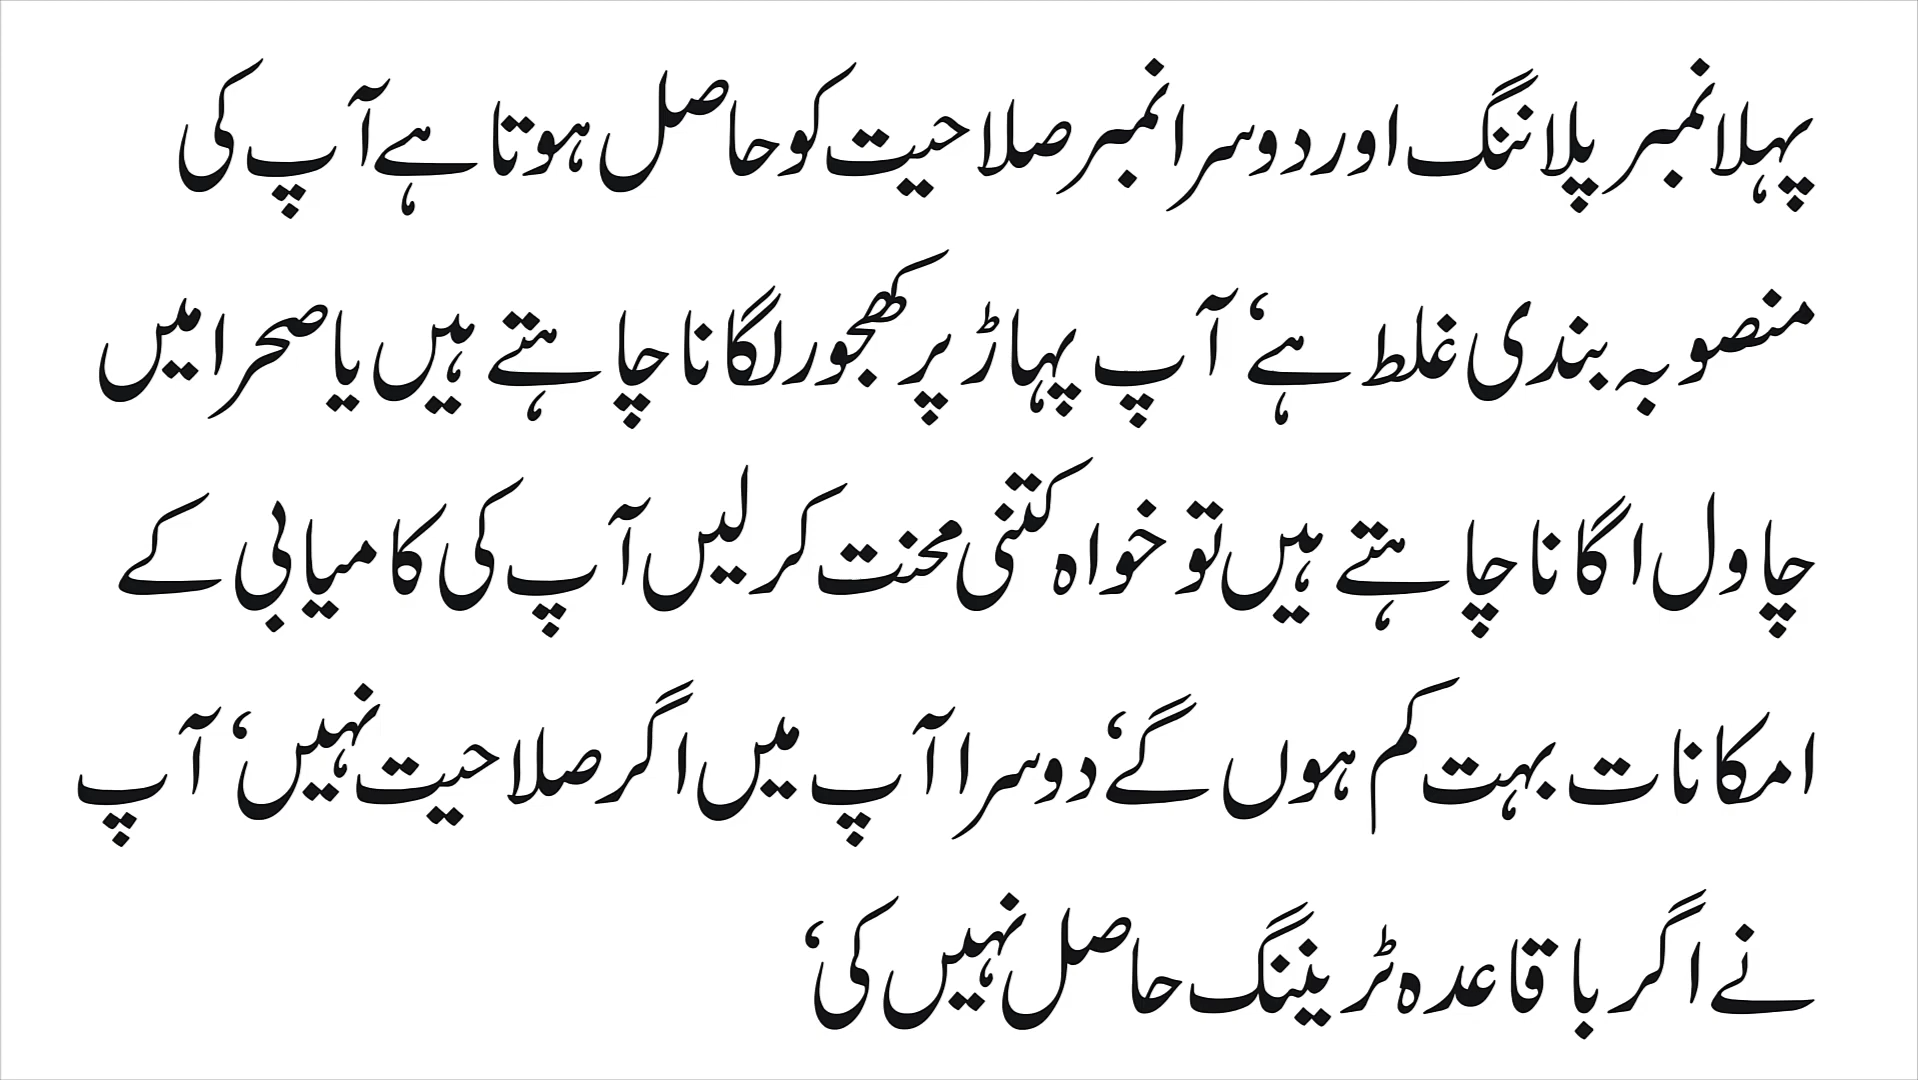 پہلا نمبر پلاننگ اور دوسرا نمبر صلاحیت کو حاصل ہوتا ہے آپ کی
منصوبہ بندی غلط ہے‘ آپ پہاڑ پر کھجور لگانا چاہتے ہیں یا صحرا میں
چاول اگانا چاہتے ہیں تو خواہ کتنی محنت کر لیں آپ کی کامیابی کے
امکانات بہت کم ہوں گے‘ دوسرا آپ میں اگر صلاحیت نہیں‘ آپ
نے اگر باقاعدہ ٹریننگ حاصل نہیں کی‘